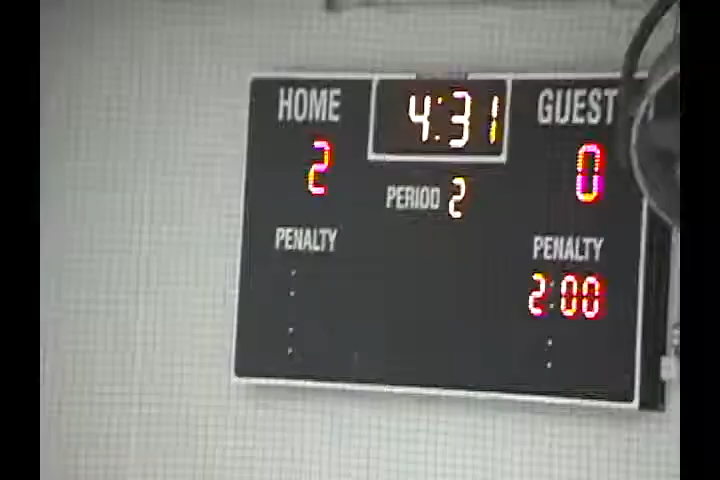 HOME 4:31 GUEST
2 0
PERIOD 2
PENALTY PENALTY
2:00